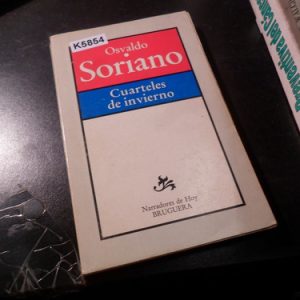 K5854
Osvaldo
Soriano
Cuarteles
de invierno
Narradores de Hoy
BRUGUERA